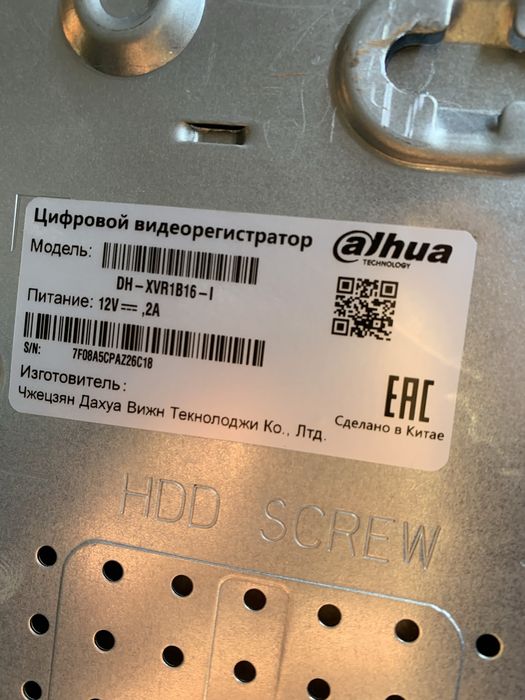 Цифровой видеорегистратор
alhua
TECHNOLOGY
Модель:
DH-XVR1B16-I
Питание: 12V⎓,2A
S/N: 7F08A5CPAZ26C18
Изготовитель:
Чжецзян Дахуа Вижн Текнолоджи Ко., Лтд.
EAC
Сделано в Китае
HDD SCREW